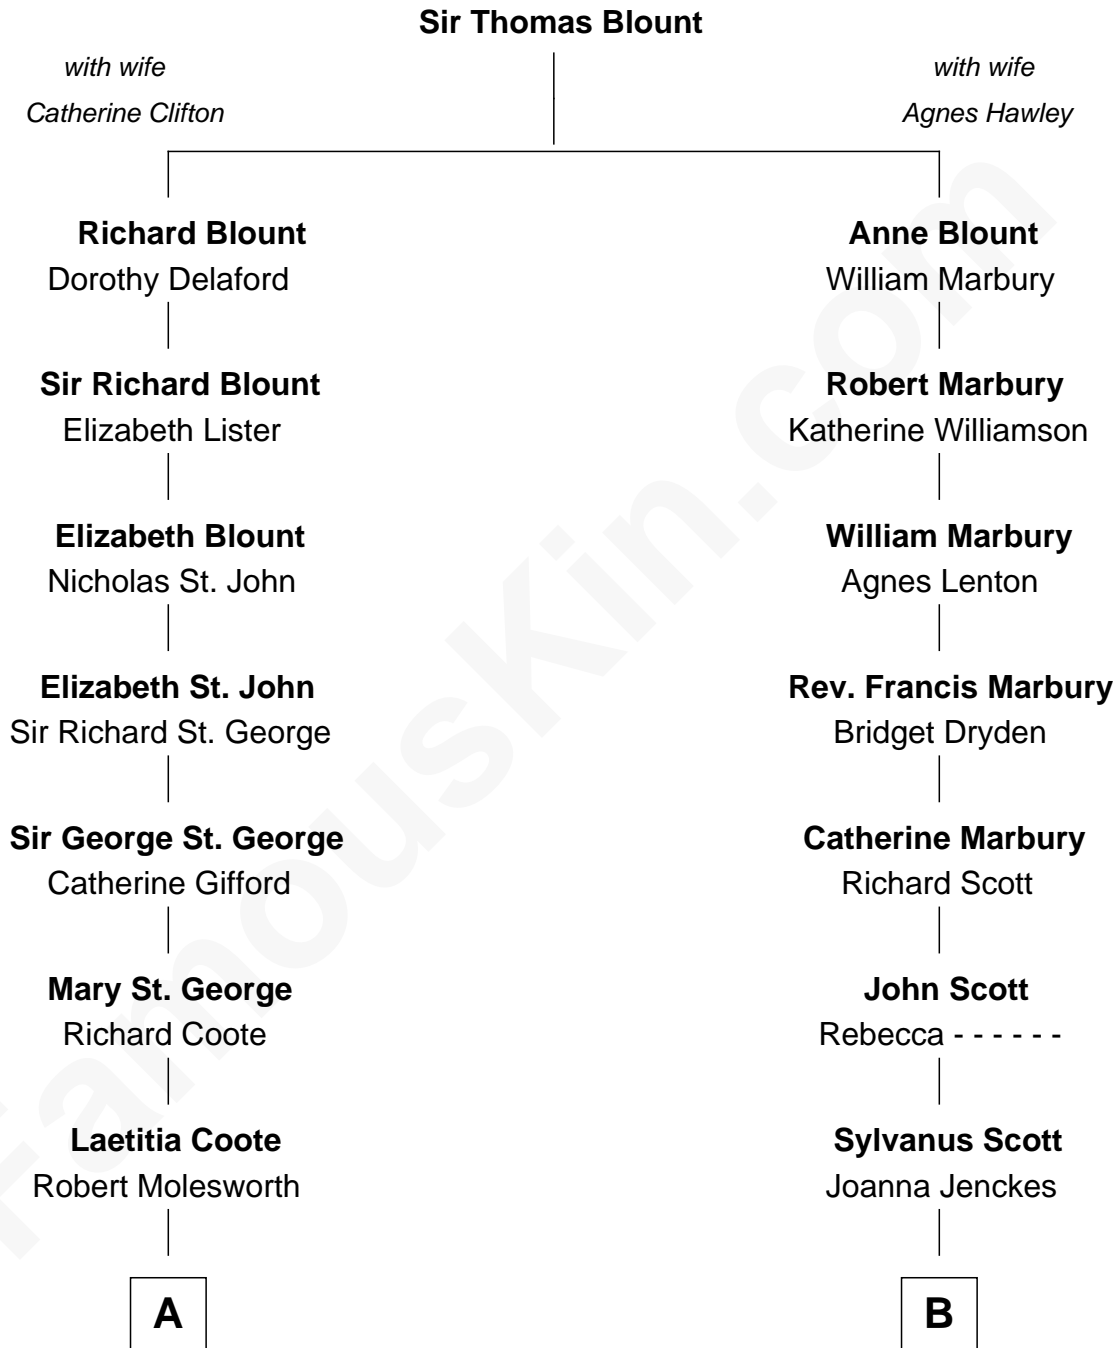 Sir Thomas Blount
with wife
Catherine Clifton
with wife
Agnes Hawley
Richard Blount
Dorothy Delaford
Anne Blount
William Marbury
Sir Richard Blount
Elizabeth Lister
Robert Marbury
Katherine Williamson
Elizabeth Blount
Nicholas St. John
William Marbury
Agnes Lenton
Elizabeth St. John
Sir Richard St. George
Rev. Francis Marbury
Bridget Dryden
Sir George St. George
Catherine Gifford
Catherine Marbury
Richard Scott
Mary St. George
Richard Coote
John Scott
Rebecca - - - - - -
Laetitia Coote
Robert Molesworth
Sylvanus Scott
Joanna Jenckes
A
B
FamousKin.com